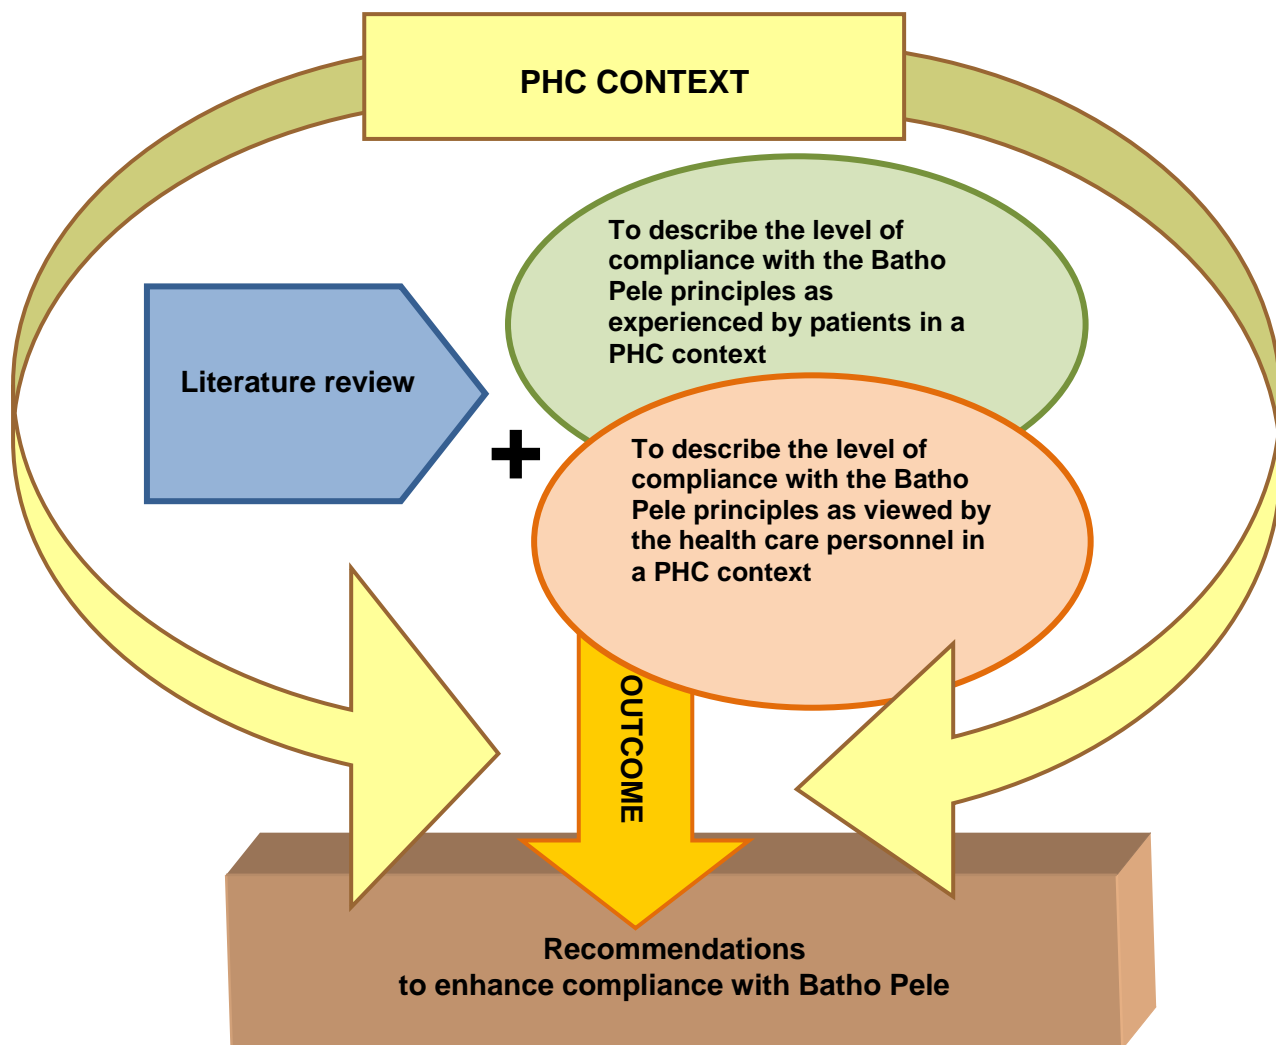 PHC CONTEXT
To describe the level of
compliance with the Batho
Pele principles as
experienced by patients in a
PHC context
Literature review
+
To describe the level of
compliance with the Batho
Pele principles as viewed by
the health care personnel in
a PHC context
OUTCOME
Recommendations
to enhance compliance with Batho Pele